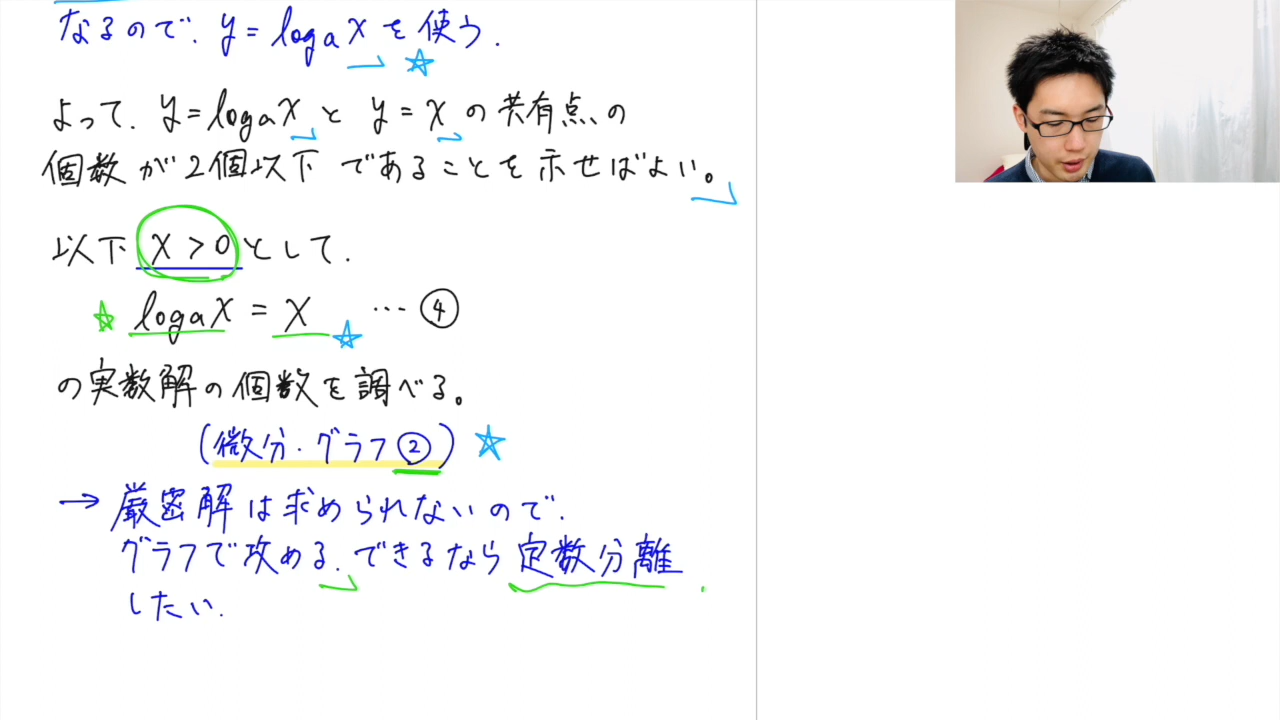 なるので. y = logₐx を使う.
よって. y = logₐx と y = x の共有点の
個数が2個以下であることを示せばよい。
以下 x > 0 として.
logₐx = x … ④
の実数解の個数を調べる。
(微分・グラフ②)
→ 厳密解は求められないので.
グラフで攻める. できるなら定数分離
したい.